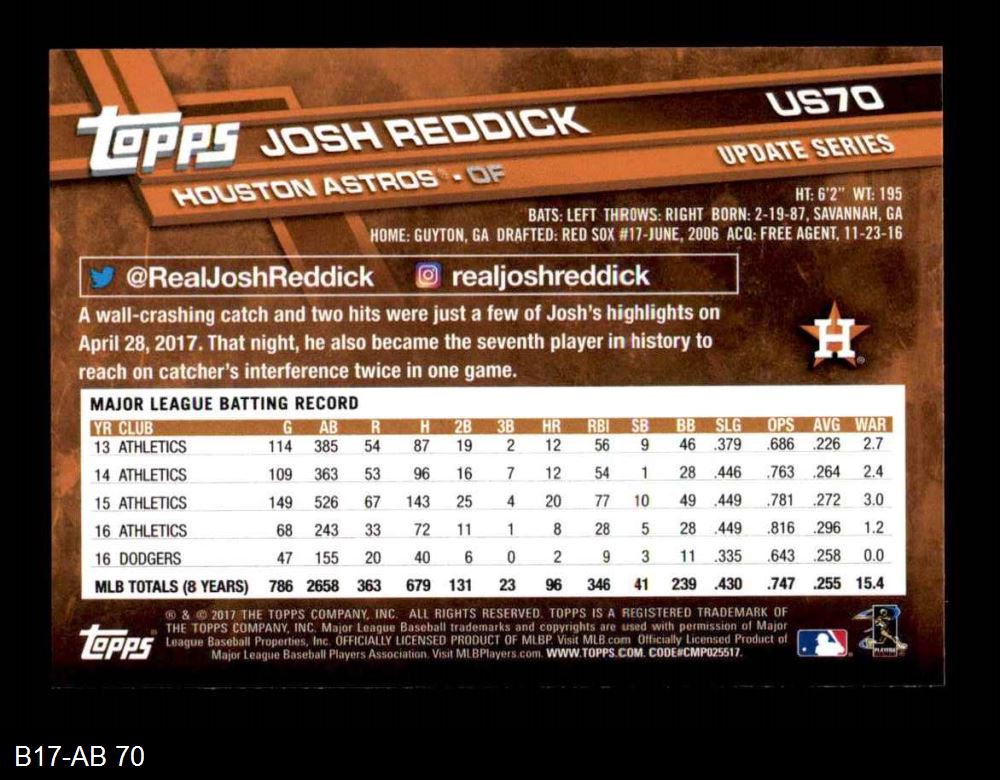 TOPPS JOSH REDDICK US70
HOUSTON ASTROS® • OF UPDATE SERIES
HT: 6'2" WT: 195
BATS: LEFT THROWS: RIGHT BORN: 2-19-87, SAVANNAH, GA
HOME: GUYTON, GA DRAFTED: RED SOX #17-JUNE, 2006 ACQ: FREE AGENT, 11-23-16
@RealJoshReddick realjoshreddick
A wall-crashing catch and two hits were just a few of Josh's highlights on
April 28, 2017. That night, he also became the seventh player in history to
reach on catcher's interference twice in one game.
H ®
MAJOR LEAGUE BATTING RECORD
YR CLUB G AB R H 2B 3B HR RBI SB BB SLG OPS AVG WAR
13 ATHLETICS 114 385 54 87 19 2 12 56 9 46 .379 .686 .226 2.7
14 ATHLETICS 109 363 53 96 16 7 12 54 1 28 .446 .763 .264 2.4
15 ATHLETICS 149 526 67 143 25 4 20 77 10 49 .449 .781 .272 3.0
16 ATHLETICS 68 243 33 72 11 1 8 28 5 28 .449 .816 .296 1.2
16 DODGERS 47 155 20 40 6 0 2 9 3 11 .335 .643 .258 0.0
MLB TOTALS (8 YEARS) 786 2658 363 679 131 23 96 346 41 239 .430 .747 .255 15.4
® & © 2017 THE TOPPS COMPANY, INC. ALL RIGHTS RESERVED. TOPPS IS A REGISTERED TRADEMARK OF
THE TOPPS COMPANY, INC. Major League Baseball trademarks and copyrights are used with permission of Major
League Baseball Properties, Inc. OFFICIALLY LICENSED PRODUCT OF MLBP. Visit MLB.com Officially Licensed Product of
Major League Baseball Players Association. Visit MLBPlayers.com. WWW.TOPPS.COM. CODE#CMP025517.
TOPPS®
PLAYERS
B17-AB 70